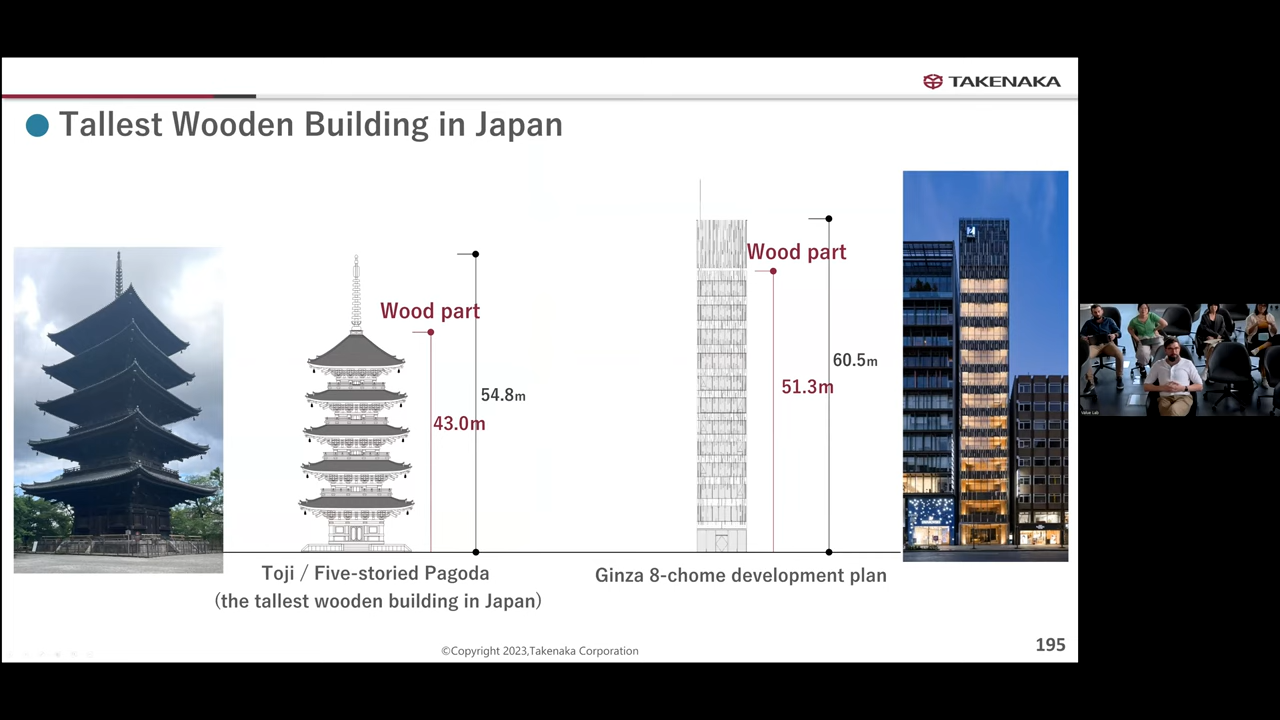 TAKENAKA
Tallest Wooden Building in Japan
Wood part
54.8m
43.0m
Wood part
60.5m
51.3m
Toji / Five-storied Pagoda
(the tallest wooden building in Japan)
Ginza 8-chome development plan
©Copyright 2023,Takenaka Corporation
195
Value Lab